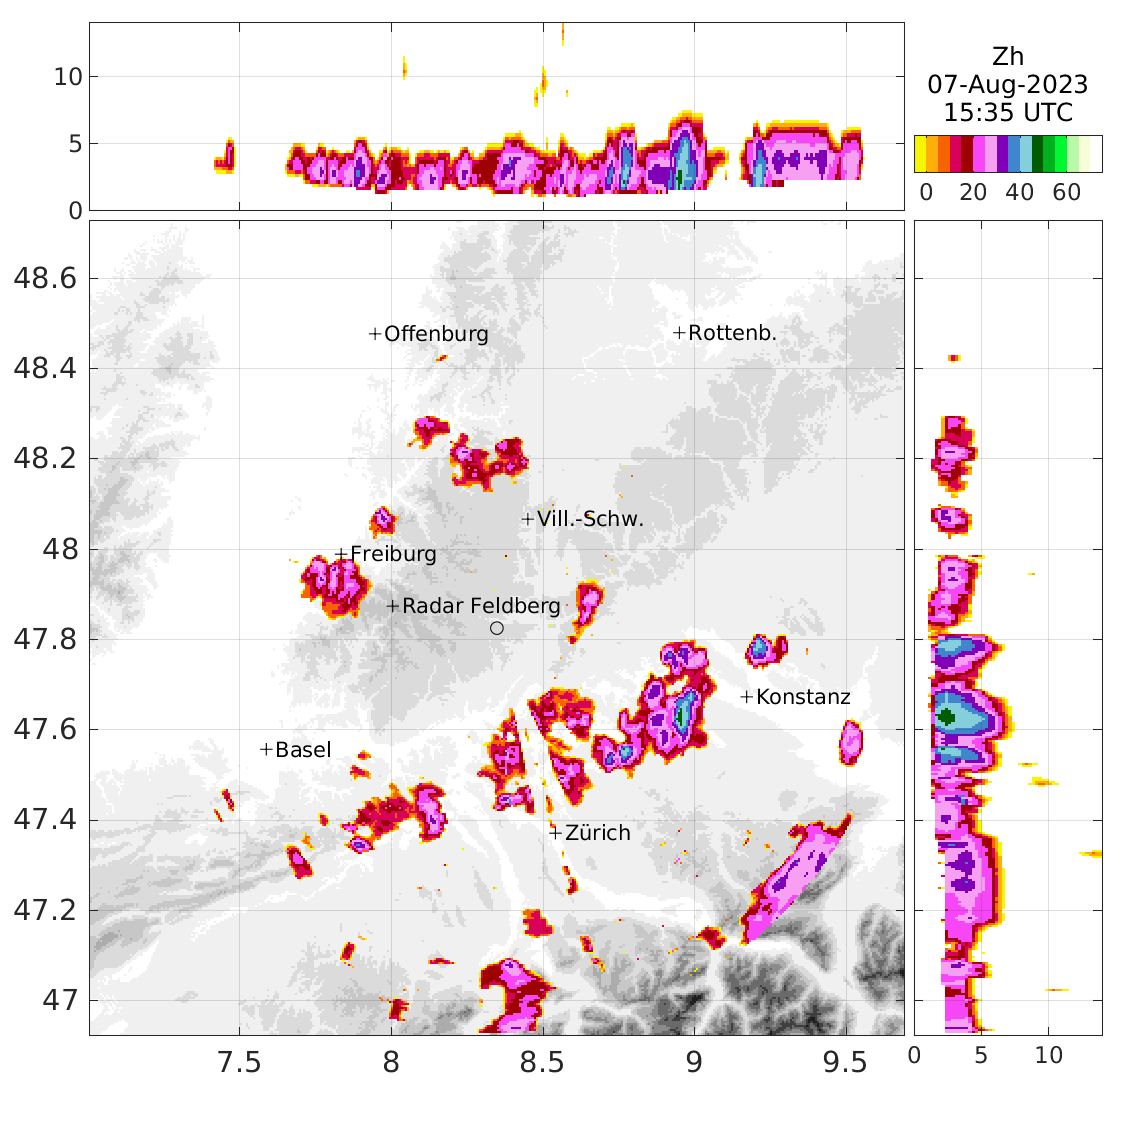 10
5
0
Zh
07-Aug-2023
15:35 UTC
0 20 40 60
48.6
48.4
48.2
48
47.8
47.6
47.4
47.2
47
+Offenburg
+Rottenb.
+Vill.-Schw.
+Freiburg
+Radar Feldberg
+Konstanz
+Basel
+Zürich
7.5 8 8.5 9 9.5
0 5 10